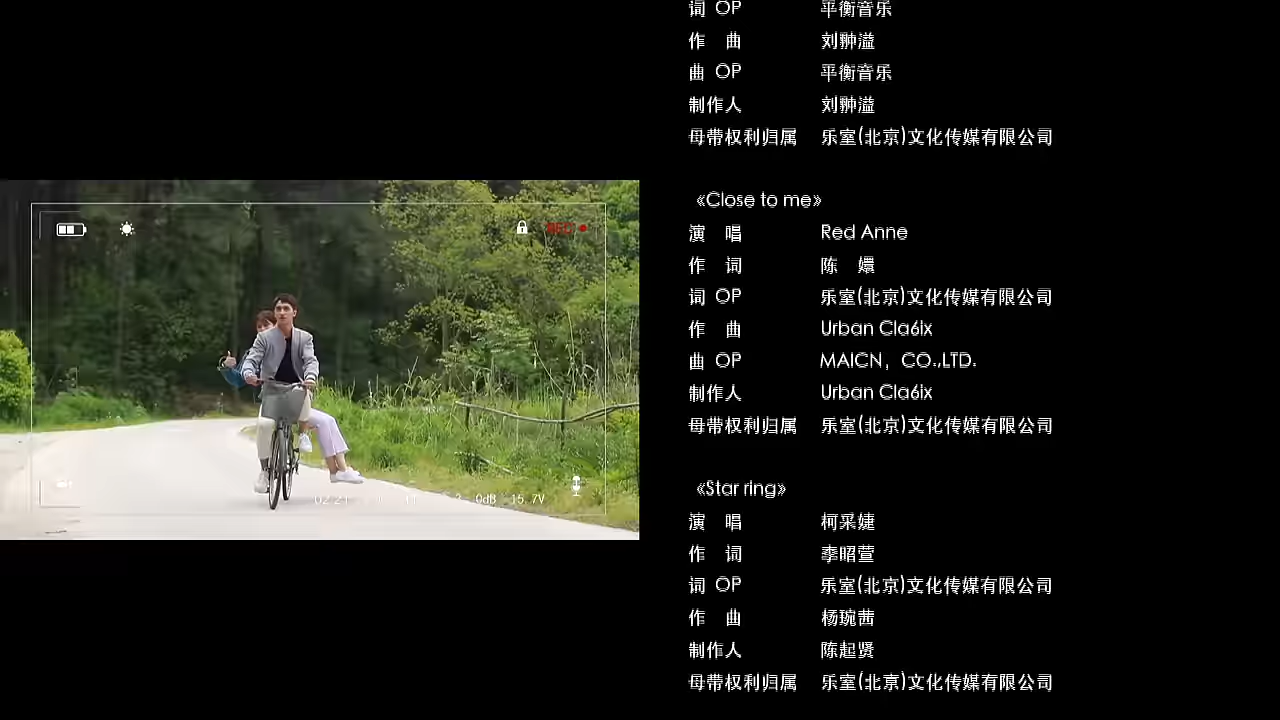 REC
02:21
0dB 15.7V
词 OP 平衡音乐
作 曲 刘翀溢
曲 OP 平衡音乐
制作人 刘翀溢
母带权利归属 乐室(北京)文化传媒有限公司
《Close to me》
演 唱 Red Anne
作 词 陈 嬛
词 OP 乐室(北京)文化传媒有限公司
作 曲 Urban Cla6ix
曲 OP MAICN，CO.,LTD.
制作人 Urban Cla6ix
母带权利归属 乐室(北京)文化传媒有限公司
《Star ring》
演 唱 柯采婕
作 词 李昭萱
词 OP 乐室(北京)文化传媒有限公司
作 曲 杨琬茜
制作人 陈起贤
母带权利归属 乐室(北京)文化传媒有限公司